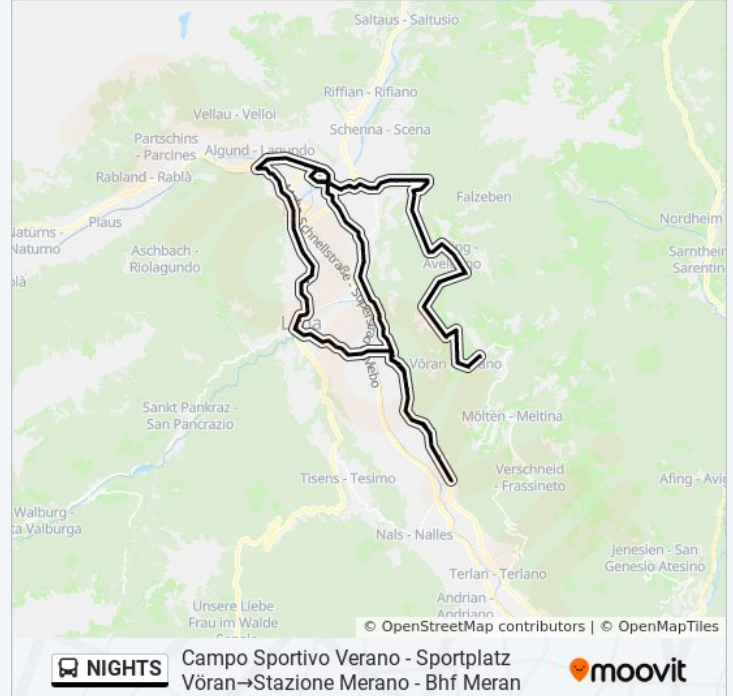 Saltaus - Saltusio
Riffian - Rifiano
Vellau - Velloi
Schenna - Scena
Partschins
- Parcines
Algund - Lagundo
Rabland - Rablà
Falzeben
Plaus
Nordheim
Naturno
Aschbach -
Riolagundo
Schnellstraße - Superstrada
Mebo
Sarnthein
Sarentino
Vöran
Mölten - Meltina
Sankt Pankraz -
San Pancrazio
Tisens - Tesimo
Verschneid
- Frassineto
Walburg -
Valburga
Nals - Nalles
Jenesien - San
Genesio Atesino
Terlan - Terlano
Andrian -
Andriano
Unsere Liebe
Frau im Walde
© OpenStreetMap contributors | © OpenMapTiles
NIGHTS
Campo Sportivo Verano - Sportplatz
Vöran→Stazione Merano - Bhf Meran
moovit